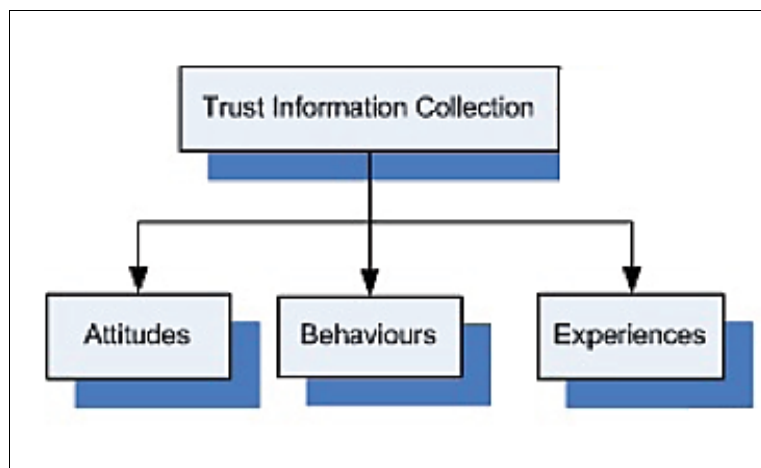 Trust Information Collection
Attitudes
Behaviours
Experiences